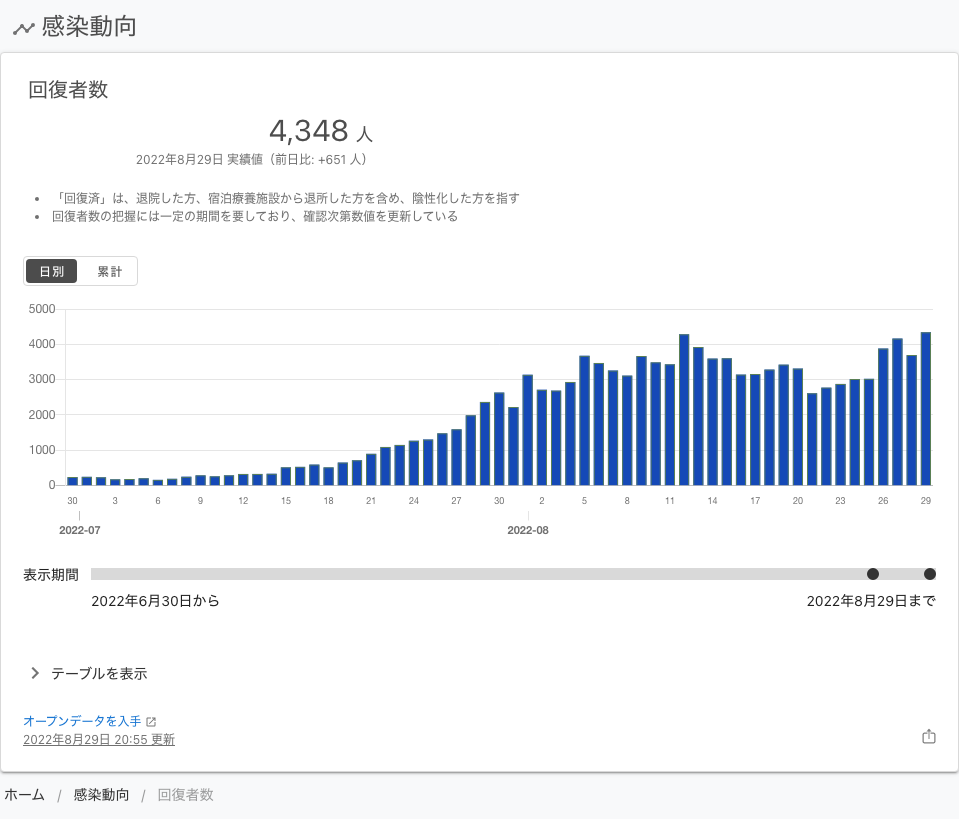 感染動向
回復者数
4,348 人
2022年8月29日 実績値（前日比: +651 人）
• 「回復済」は、退院した方、宿泊療養施設から退所した方を含め、陰性化した方を指す
• 回復者数の把握には一定の期間を要しており、確認次第数値を更新している
日別 累計
5000
4000
3000
2000
1000
0
30 3 6 9 12 15 18 21 24 27 30 2 5 8 11 14 17 20 23 26 29
2022-07 2022-08
表示期間
2022年6月30日から 2022年8月29日まで
テーブルを表示
オープンデータを入手
2022年8月29日 20:55 更新
ホーム / 感染動向 / 回復者数